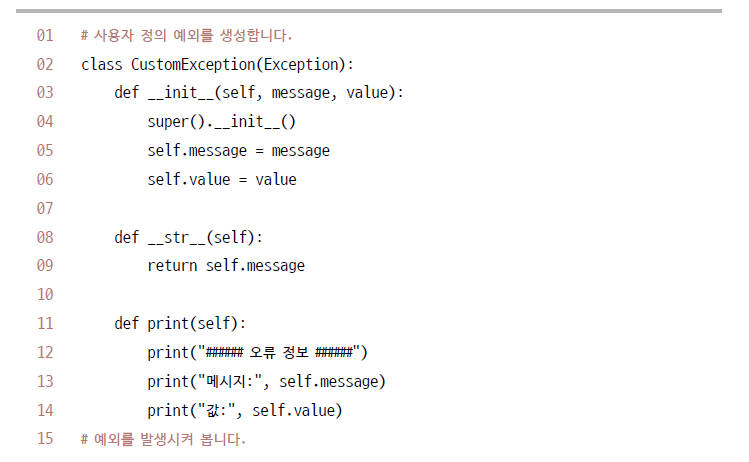 01 # 사용자 정의 예외를 생성합니다.
02 class CustomException(Exception):
03     def __init__(self, message, value):
04         super().__init__()
05         self.message = message
06         self.value = value
07
08     def __str__(self):
09         return self.message
10
11     def print(self):
12         print("###### 오류 정보 ######")
13         print("메시지:", self.message)
14         print("값:", self.value)
15 # 예외를 발생시켜 봅니다.